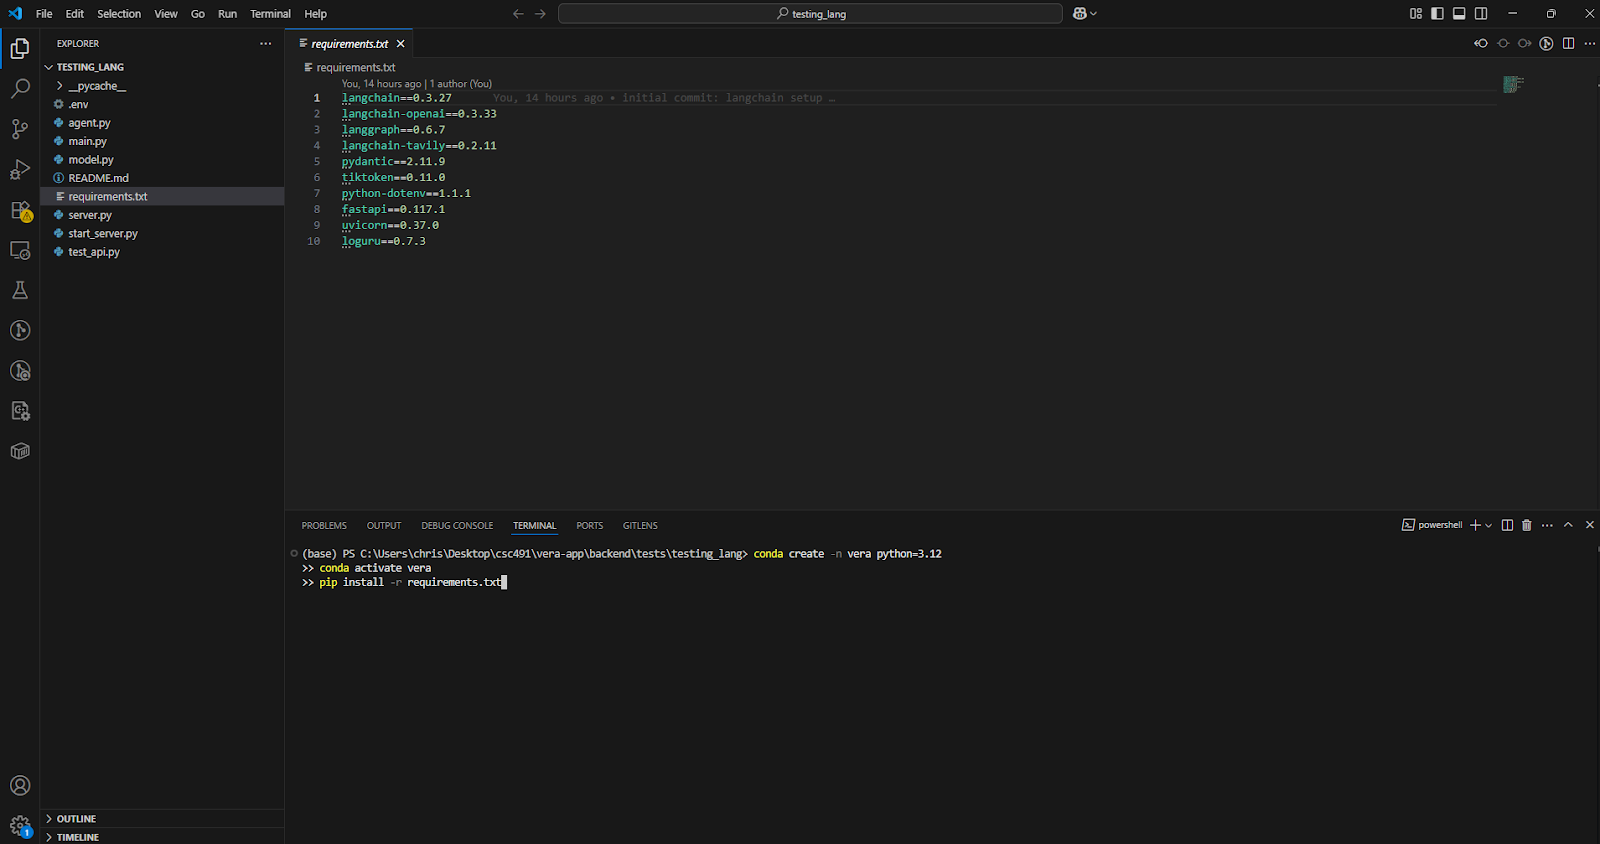 File Edit Selection View Go Run Terminal Help
testing_lang
EXPLORER
TESTING_LANG
__pycache__
.env
agent.py
main.py
model.py
README.md
requirements.txt
server.py
start_server.py
test_api.py
OUTLINE
TIMELINE
1
requirements.txt
requirements.txt
You, 14 hours ago | 1 author (You)
1 langchain==0.3.27 You, 14 hours ago • initial commit: langchain setup …
2 langchain-openai==0.3.33
3 langgraph==0.6.7
4 langchain-tavily==0.2.11
5 pydantic==2.11.9
6 tiktoken==0.11.0
7 python-dotenv==1.1.1
8 fastapi==0.117.1
9 uvicorn==0.37.0
10 loguru==0.7.3
PROBLEMS OUTPUT DEBUG CONSOLE TERMINAL PORTS GITLENS
powershell
(base) PS C:\Users\chris\Desktop\csc491\vera-app\backend\tests\testing_lang> conda create -n vera python=3.12
>> conda activate vera
>> pip install -r requirements.txt